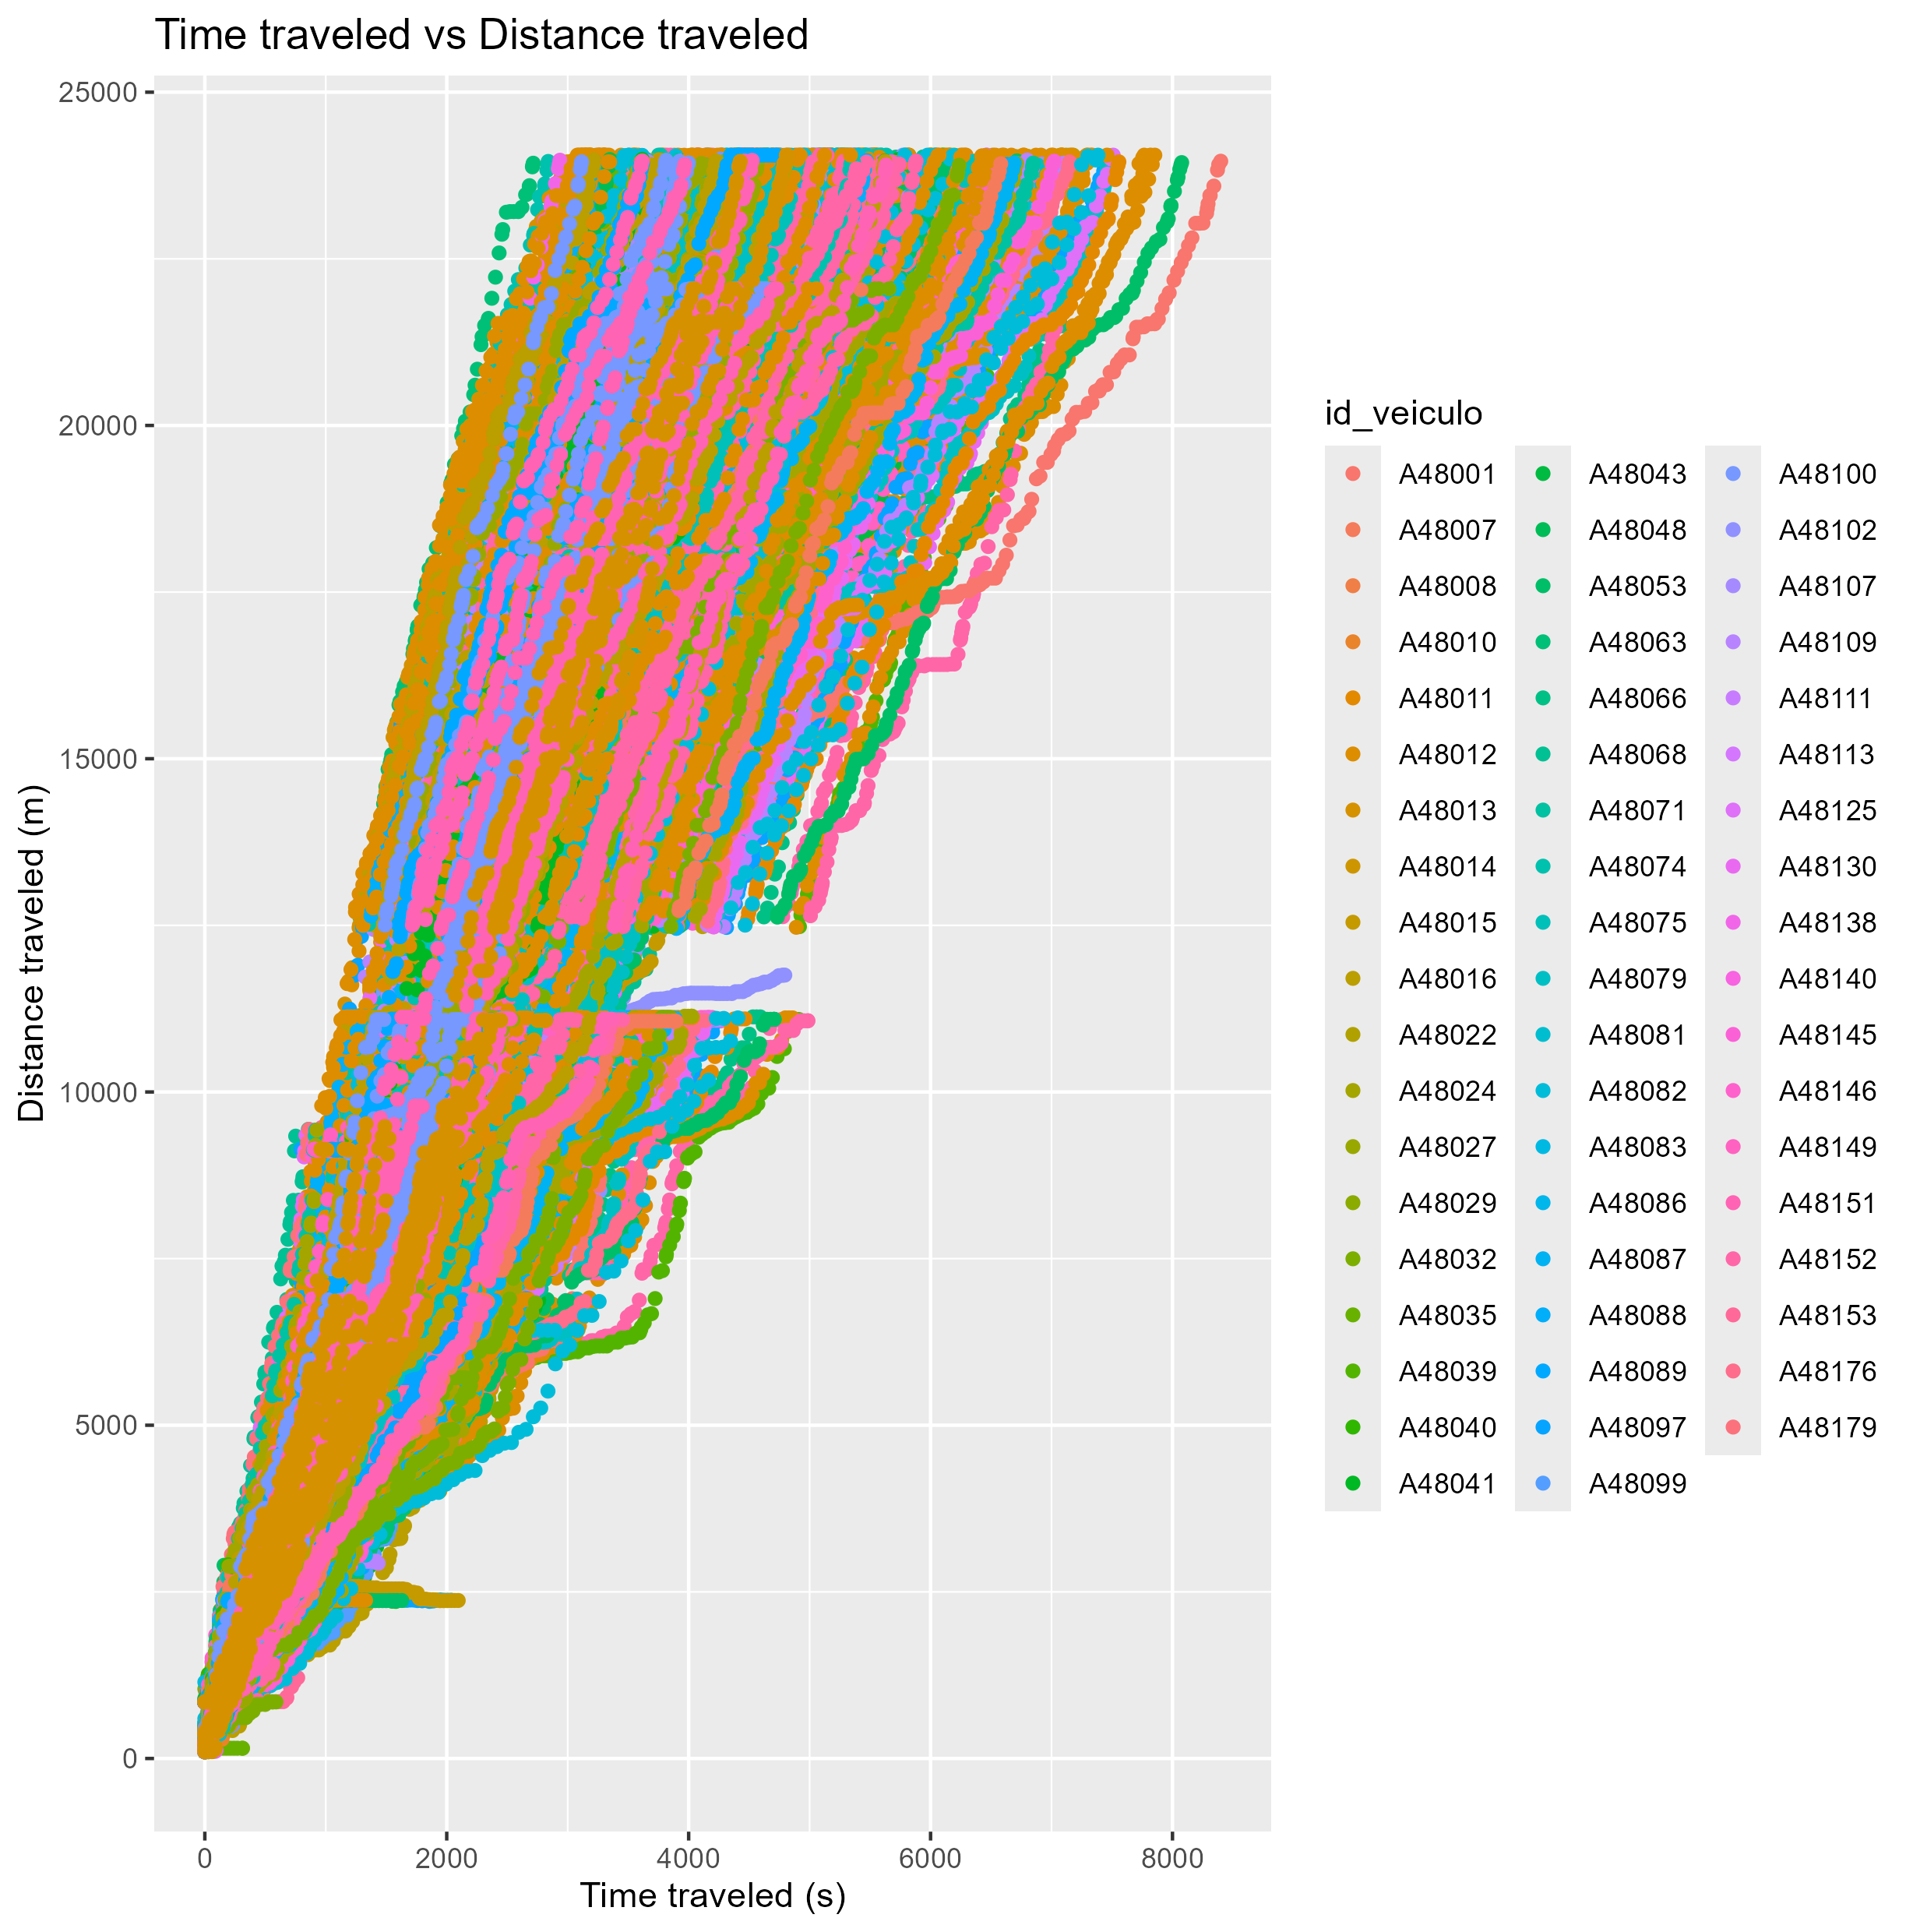 Time traveled vs Distance traveled
25000
20000
15000
10000
5000
0
Distance traveled (m)
0 2000 4000 6000 8000
Time traveled (s)
id_veiculo
A48001 A48043 A48100
A48007 A48048 A48102
A48008 A48053 A48107
A48010 A48063 A48109
A48011 A48066 A48111
A48012 A48068 A48113
A48013 A48071 A48125
A48014 A48074 A48130
A48015 A48075 A48138
A48016 A48079 A48140
A48022 A48081 A48145
A48024 A48082 A48146
A48027 A48083 A48149
A48029 A48086 A48151
A48032 A48087 A48152
A48035 A48088 A48153
A48039 A48089 A48176
A48040 A48097 A48179
A48041 A48099